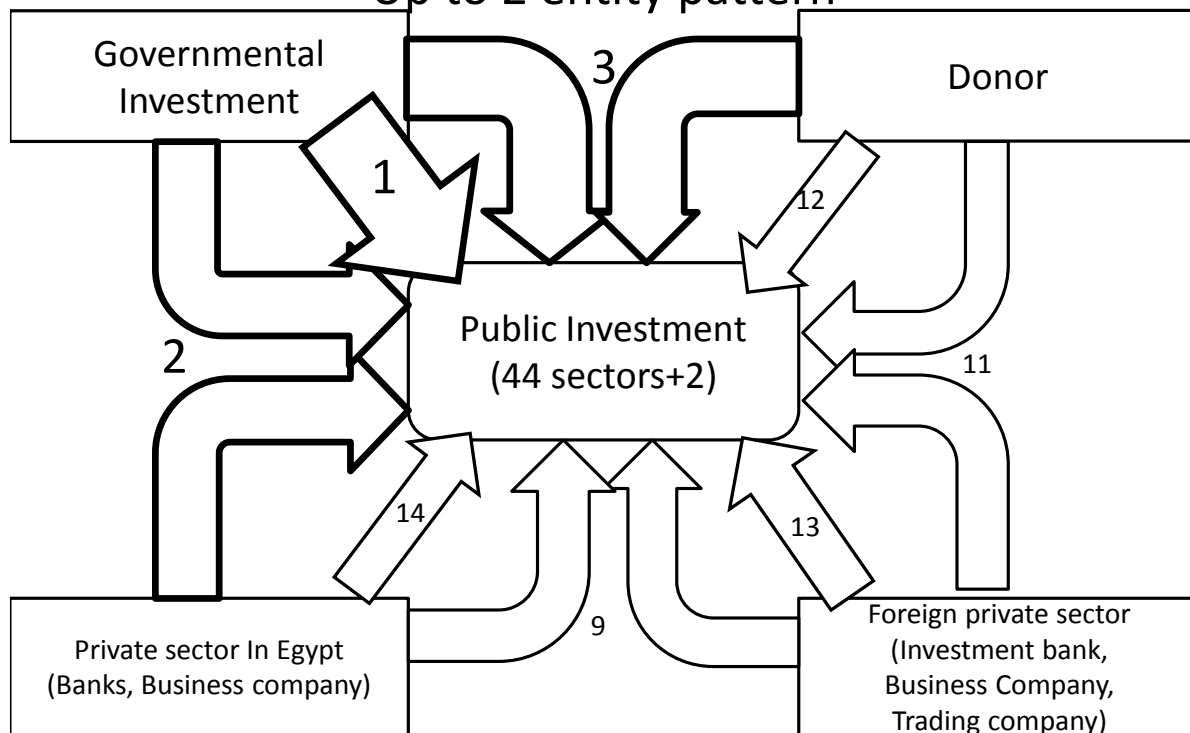 Up to 2 entity pattern
Governmental
Investment
3
Donor
1
12
2
Public Investment
(44 sectors+2)
11
14
13
9
Private sector In Egypt
(Banks, Business company)
Foreign private sector
(Investment bank,
Business Company,
Trading company)